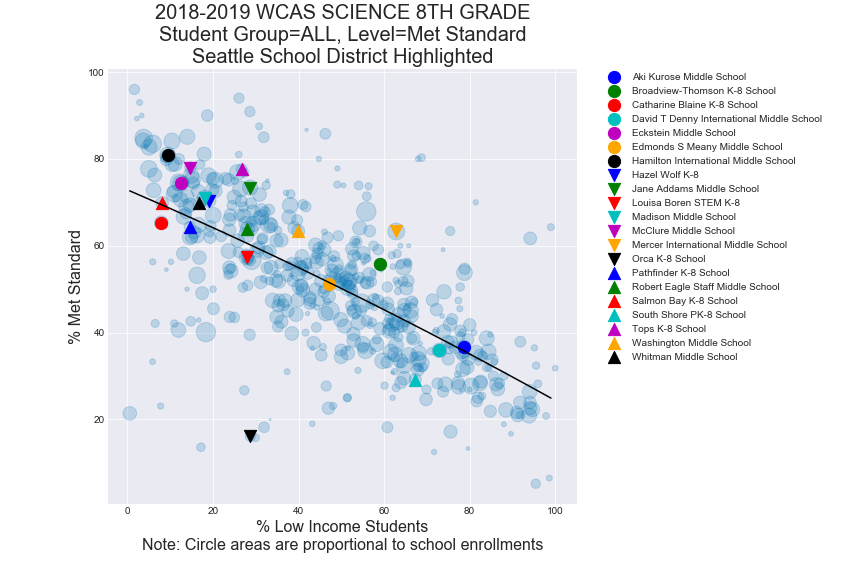 2018-2019 WCAS SCIENCE 8TH GRADE
Student Group=ALL, Level=Met Standard
Seattle School District Highlighted
100
80
60
40
20
% Met Standard
0
20
40
60
80
100
% Low Income Students
Note: Circle areas are proportional to school enrollments
Aki Kurose Middle School
Broadview-Thomson K-8 School
Catharine Blaine K-8 School
David T Denny International Middle School
Eckstein Middle School
Edmonds S Meany Middle School
Hamilton International Middle School
Hazel Wolf K-8
Jane Addams Middle School
Louisa Boren STEM K-8
Madison Middle School
McClure Middle School
Mercer International Middle School
Orca K-8 School
Pathfinder K-8 School
Robert Eagle Staff Middle School
Salmon Bay K-8 School
South Shore PK-8 School
Tops K-8 School
Washington Middle School
Whitman Middle School